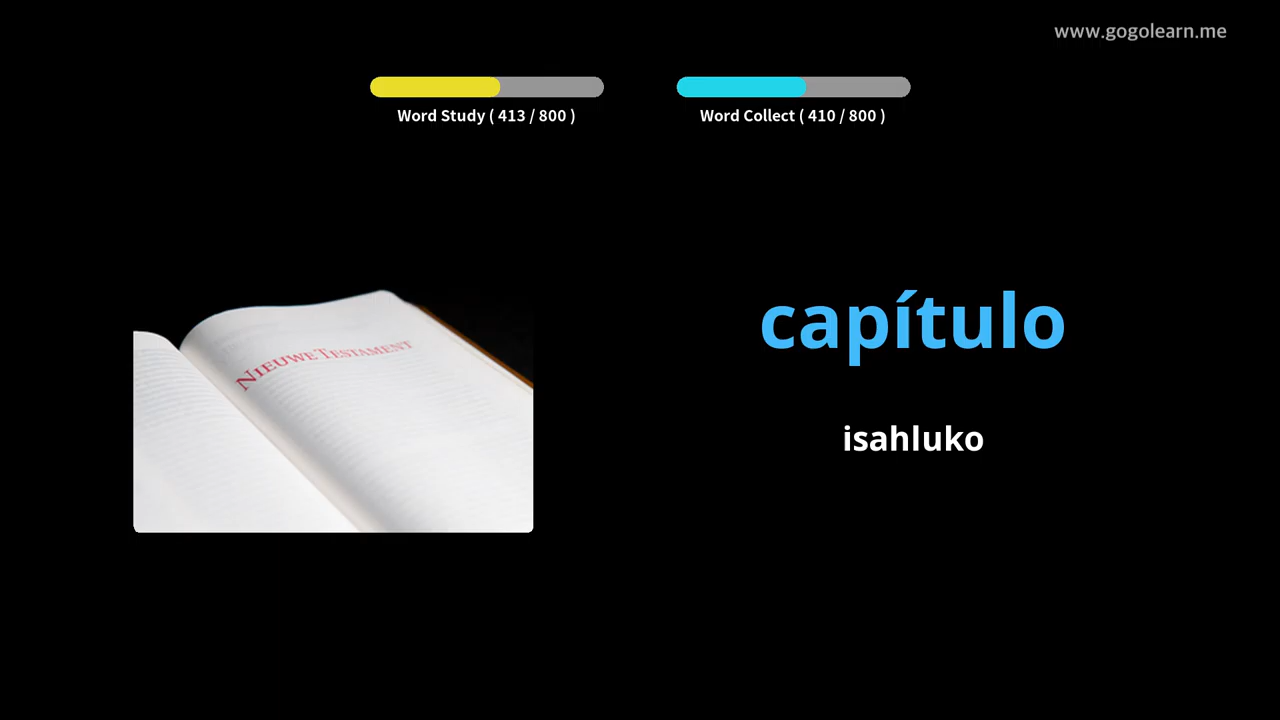 www.gogolearn.me
Word Study ( 413 / 800 )
Word Collect ( 410 / 800 )
NIEUWE TESTAMENT
capítulo
isahluko